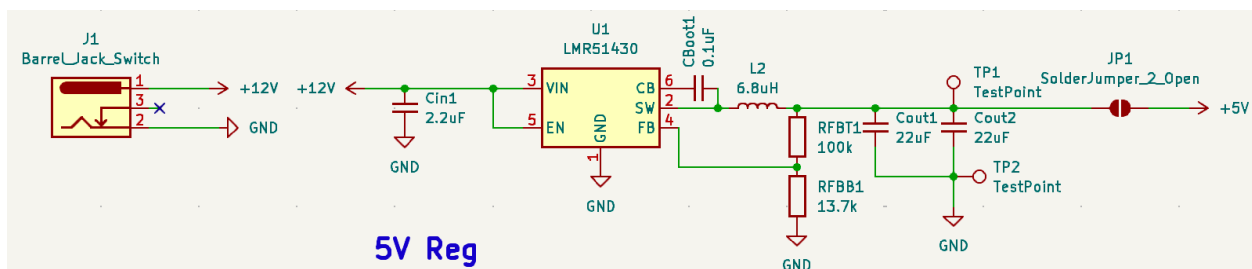 J1
Barrel_Jack_Switch
1
3
2
+12V
GND
+12V
Cin1
2.2uF
GND
U1
LMR51430
3
VIN
5
EN
GND
1
GND
CB
6
SW
2
FB
4
CBoot1
0.1uF
L2
6.8uH
RFBT1
100k
RFBB1
13.7k
GND
Cout1
22uF
Cout2
22uF
TP1
TestPoint
TP2
TestPoint
GND
JP1
SolderJumper_2_Open
+5V
5V Reg